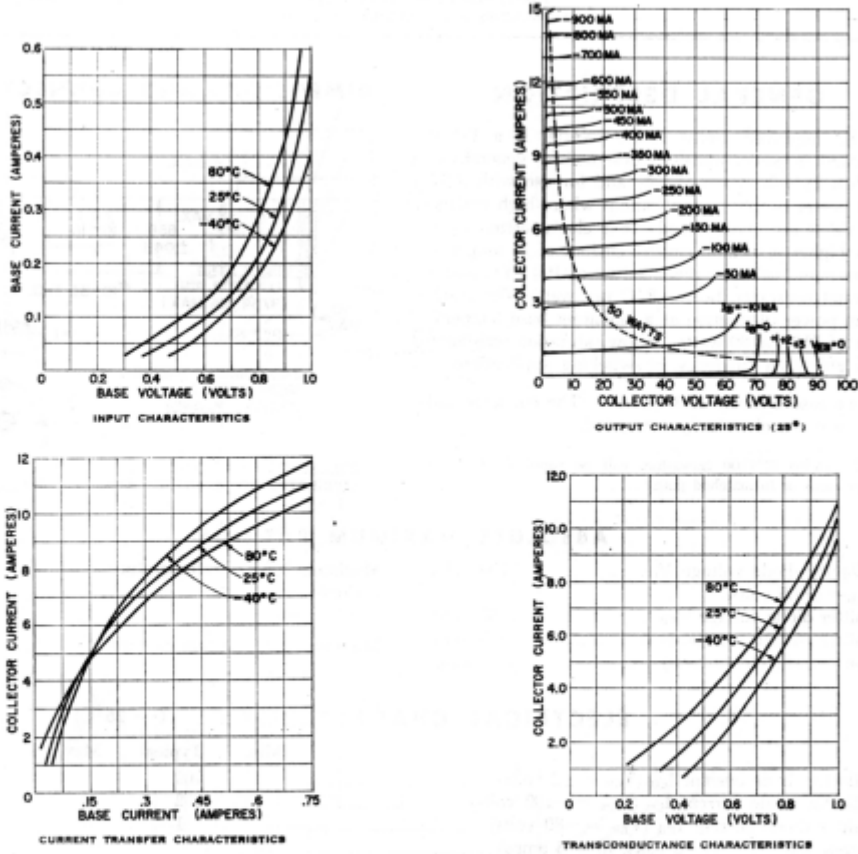 0.6
0.5
0.4
0.3
0.2
0.1
0
BASE CURRENT (AMPERES)
80°C
25°C
-40°C
0 0.2 0.4 0.6 0.8 1.0
BASE VOLTAGE (VOLTS)
INPUT CHARACTERISTICS
15
12
9
6
3
0
COLLECTOR CURRENT (AMPERES)
-900 MA
-800 MA
-700 MA
-600 MA
-550 MA
-500 MA
-450 MA
-400 MA
-350 MA
-300 MA
-250 MA
-200 MA
-150 MA
-100 MA
-50 MA
IB=-10 MA
IB=0
50 WATTS
+1 +2 +5 VEB=0
0 10 20 30 40 50 60 70 80 90 100
COLLECTOR VOLTAGE (VOLTS)
OUTPUT CHARACTERISTICS (25°)
12
10
8
6
4
2
0
COLLECTOR CURRENT (AMPERES)
80°C
25°C
-40°C
0 .15 .3 .45 .6 .75
BASE CURRENT (AMPERES)
CURRENT TRANSFER CHARACTERISTICS
12.0
10.0
8.0
6.0
4.0
2.0
COLLECTOR CURRENT (AMPERES)
80°C
25°C
-40°C
0 0.2 0.4 0.6 0.8 1.0
BASE VOLTAGE (VOLTS)
TRANSCONDUCTANCE CHARACTERISTICS